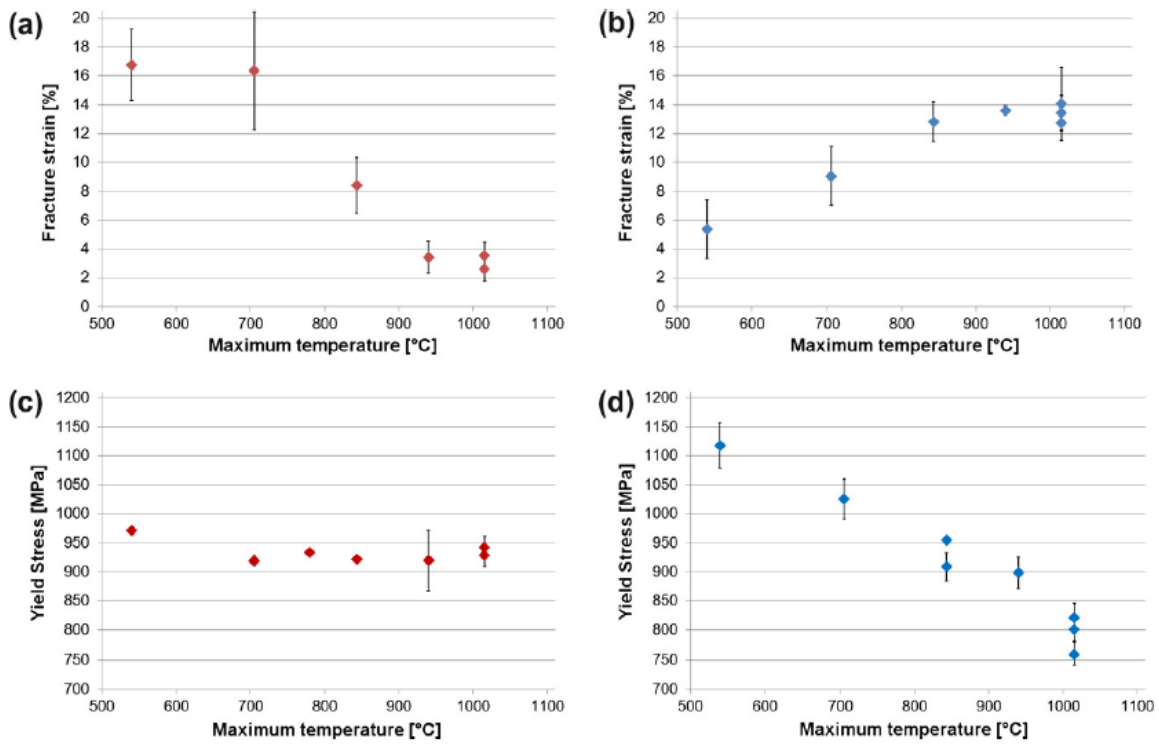 (a)
Fracture strain [%]
20
18
16
14
12
10
8
6
4
2
0
500 600 700 800 900 1000 1100
Maximum temperature [°C]
(b)
Fracture strain [%]
20
18
16
14
12
10
8
6
4
2
0
500 600 700 800 900 1000 1100
Maximum temperature [°C]
(c)
Yield Stress [MPa]
1200
1150
1100
1050
1000
950
900
850
800
750
700
500 600 700 800 900 1000 1100
Maximum temperature [°C]
(d)
Yield Stress [MPa]
1200
1150
1100
1050
1000
950
900
850
800
750
700
500 600 700 800 900 1000 1100
Maximum temperature [°C]